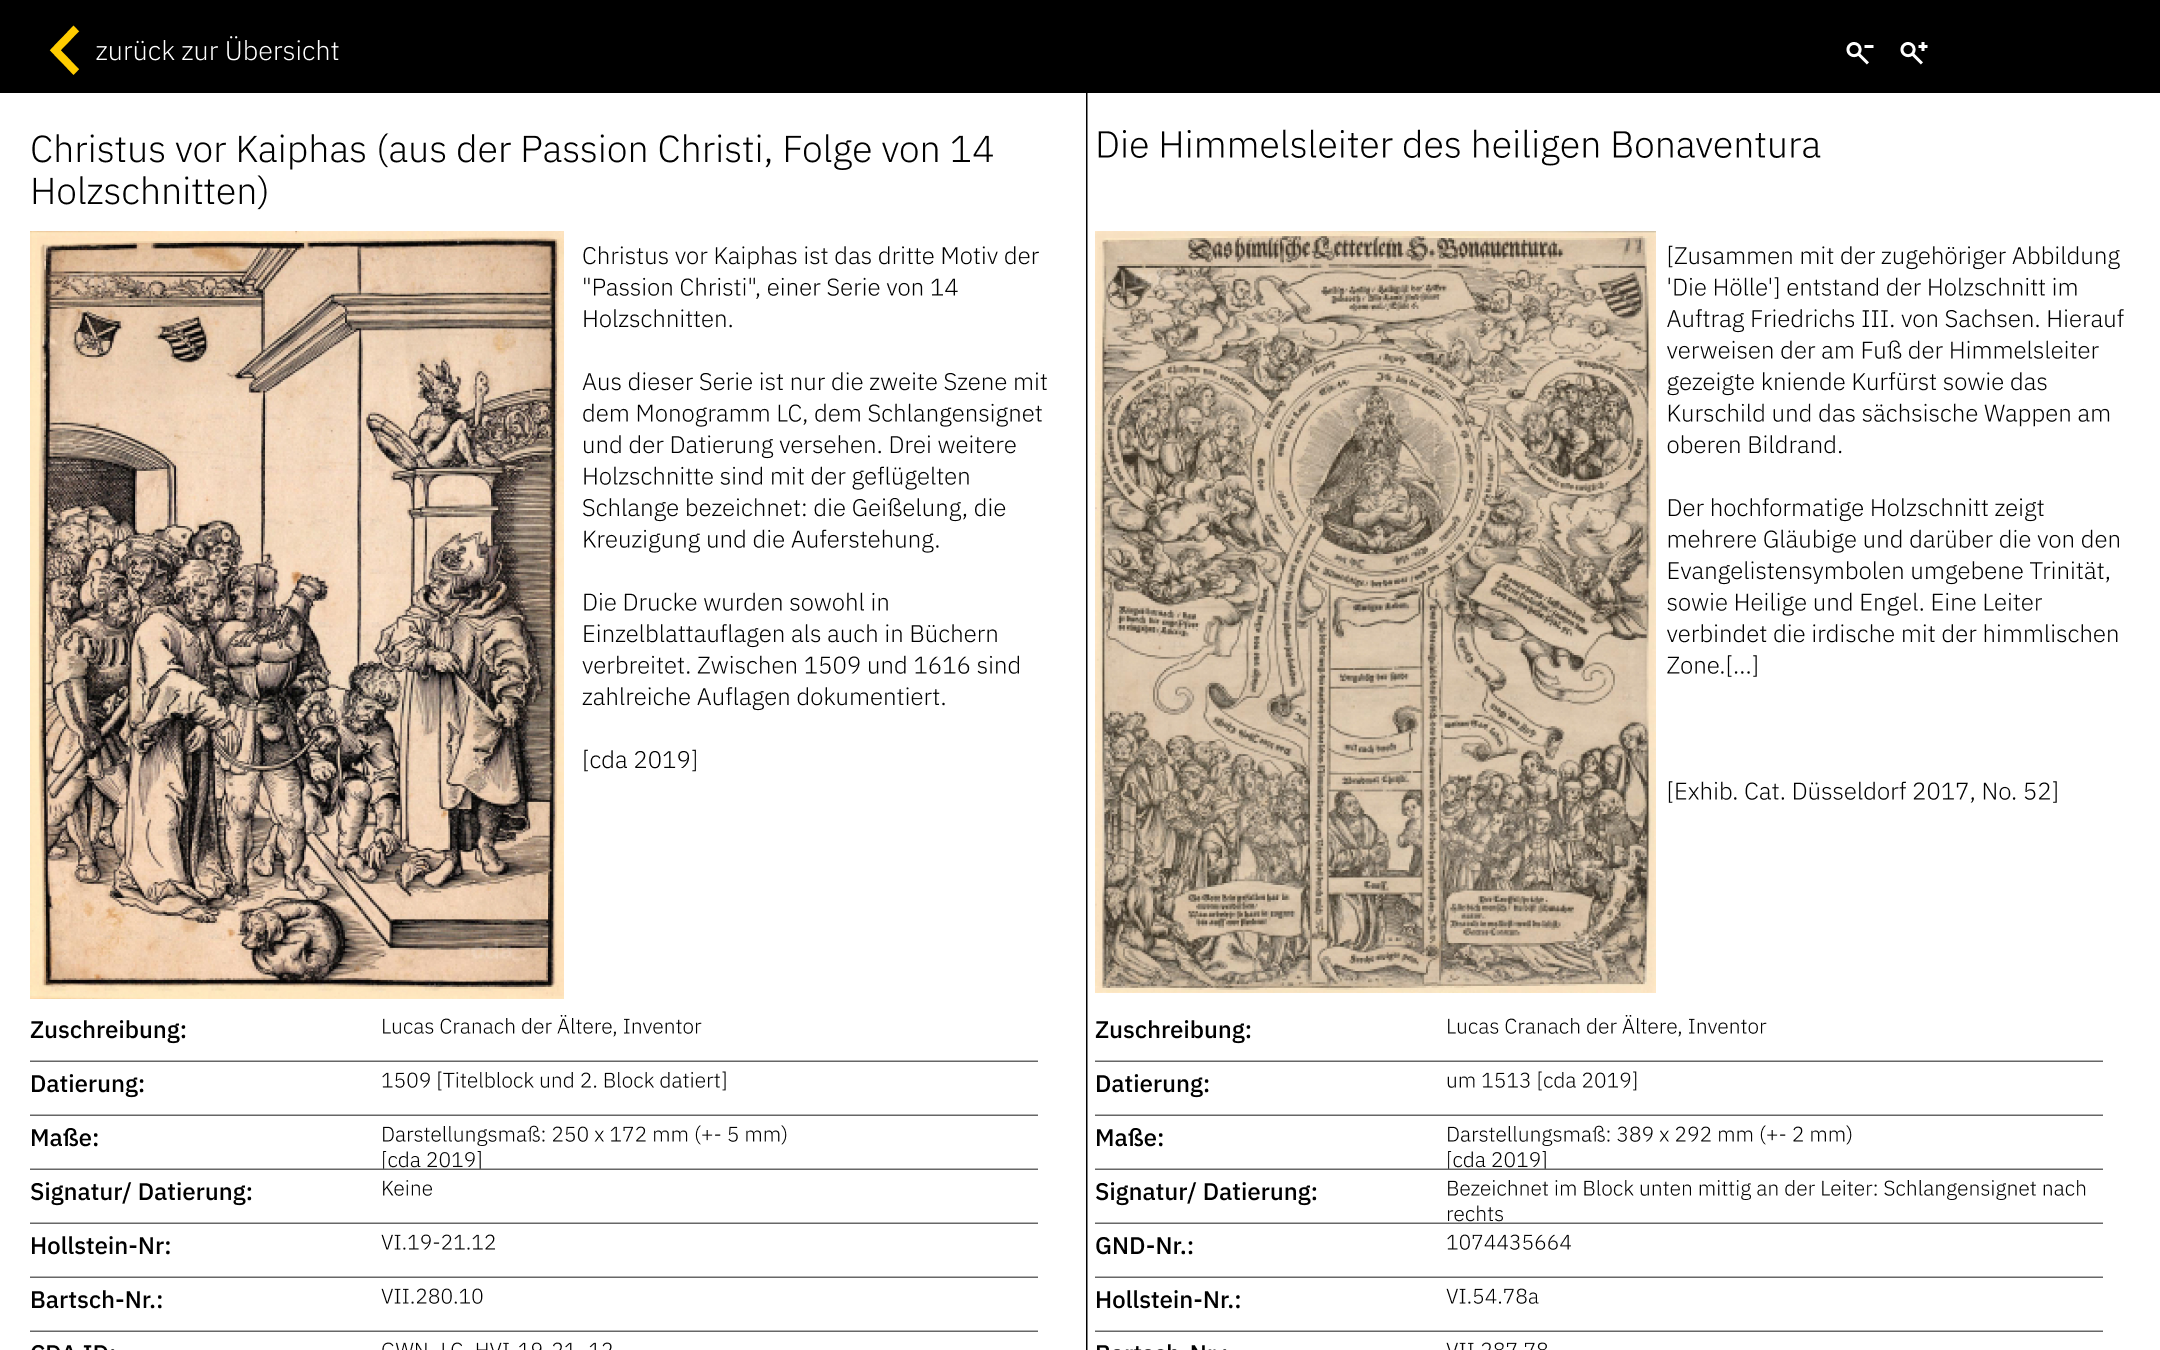 zurück zur Übersicht
Christus vor Kaiphas (aus der Passion Christi, Folge von 14
Holzschnitten)
Christus vor Kaiphas ist das dritte Motiv der
"Passion Christi", einer Serie von 14
Holzschnitten.
Aus dieser Serie ist nur die zweite Szene mit
dem Monogramm LC, dem Schlangensignet
und der Datierung versehen. Drei weitere
Holzschnitte sind mit der geflügelten
Schlange bezeichnet: die Geißelung, die
Kreuzigung und die Auferstehung.
Die Drucke wurden sowohl in
Einzelblattauflagen als auch in Büchern
verbreitet. Zwischen 1509 und 1616 sind
zahlreiche Auflagen dokumentiert.
[cda 2019]
Zuschreibung: Lucas Cranach der Ältere, Inventor
Datierung: 1509 [Titelblock und 2. Block datiert]
Maße: Darstellungsmaß: 250 x 172 mm (+- 5 mm)
[cda 2019]
Signatur/ Datierung: Keine
Hollstein-Nr: VI.19-21.12
Bartsch-Nr.: VII.280.10
Die Himmelsleiter des heiligen Bonaventura
Das himlische Letterlein S. Bonauentura.
[Zusammen mit der zugehöriger Abbildung
'Die Hölle'] entstand der Holzschnitt im
Auftrag Friedrichs III. von Sachsen. Hierauf
verweisen der am Fuß der Himmelsleiter
gezeigte kniende Kurfürst sowie das
Kurschild und das sächsische Wappen am
oberen Bildrand.
Der hochformatige Holzschnitt zeigt
mehrere Gläubige und darüber die von den
Evangelistensymbolen umgebene Trinität,
sowie Heilige und Engel. Eine Leiter
verbindet die irdische mit der himmlischen
Zone.[...]
[Exhib. Cat. Düsseldorf 2017, No. 52]
Zuschreibung: Lucas Cranach der Ältere, Inventor
Datierung: um 1513 [cda 2019]
Maße: Darstellungsmaß: 389 x 292 mm (+- 2 mm)
[cda 2019]
Signatur/ Datierung: Bezeichnet im Block unten mittig an der Leiter: Schlangensignet nach
rechts
GND-Nr.: 1074435664
Hollstein-Nr.: VI.54.78a